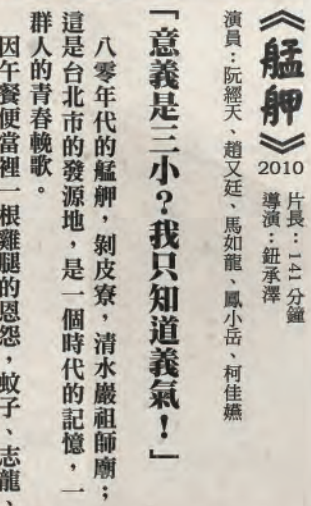 《艋舺》
2010
片長：141 分鐘
導演：鈕承澤
演員：阮經天、趙又廷、馬如龍、鳳小岳、柯佳嬿
「意義是三小？我只知道義氣！」
八零年代的艋舺，剝皮寮，清水巖祖師廟；
這是台北市的發源地，是一個時代的記憶，一
群人的青春輓歌。
因午餐便當裡一根雞腿的恩怨，蚊子、志龍、